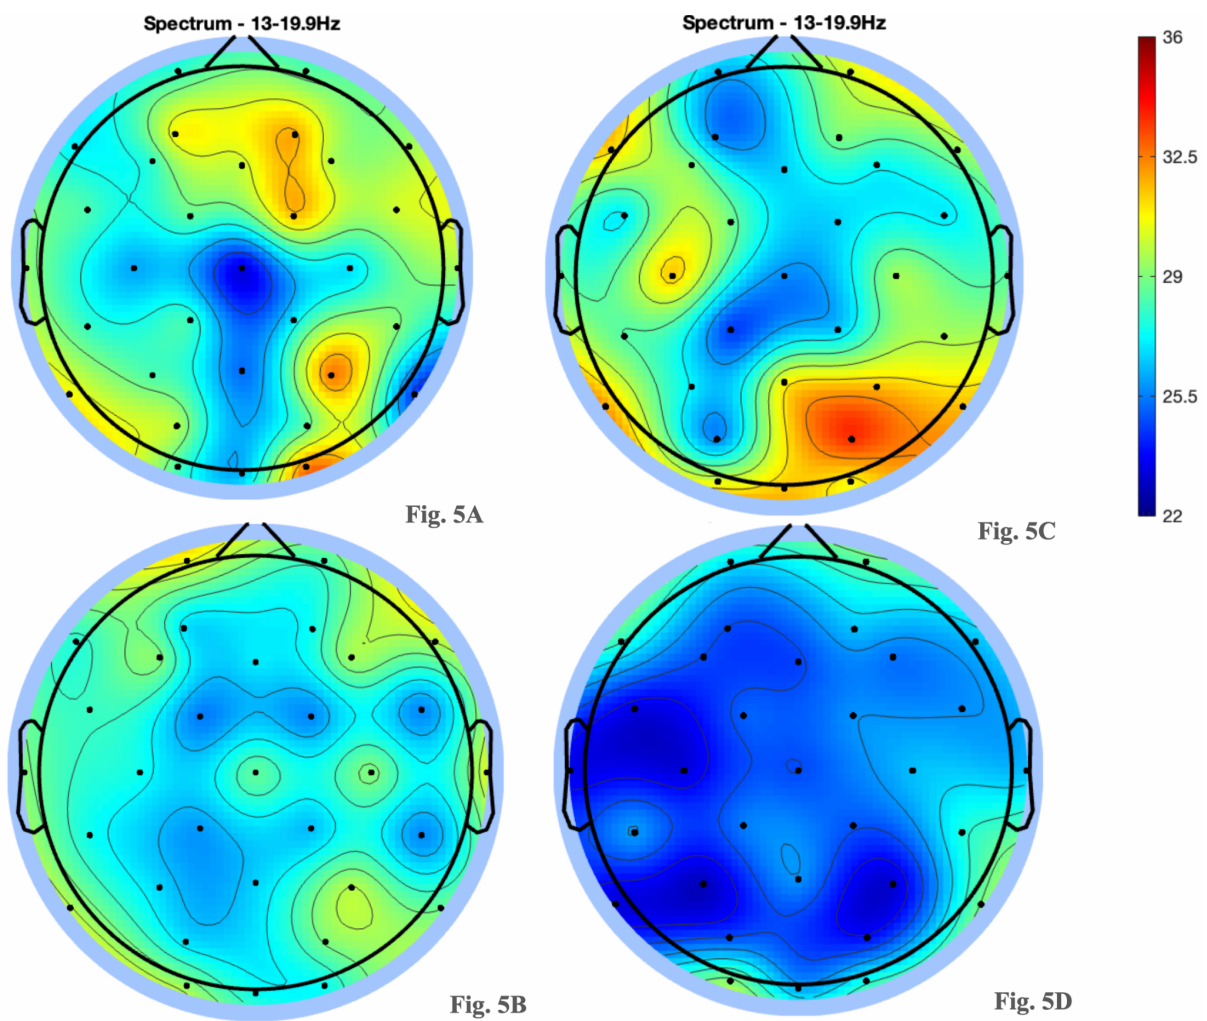 Spectrum - 13-19.9Hz
Spectrum - 13-19.9Hz
36
32.5
29
25.5
22
Fig. 5A
Fig. 5C
Fig. 5B
Fig. 5D